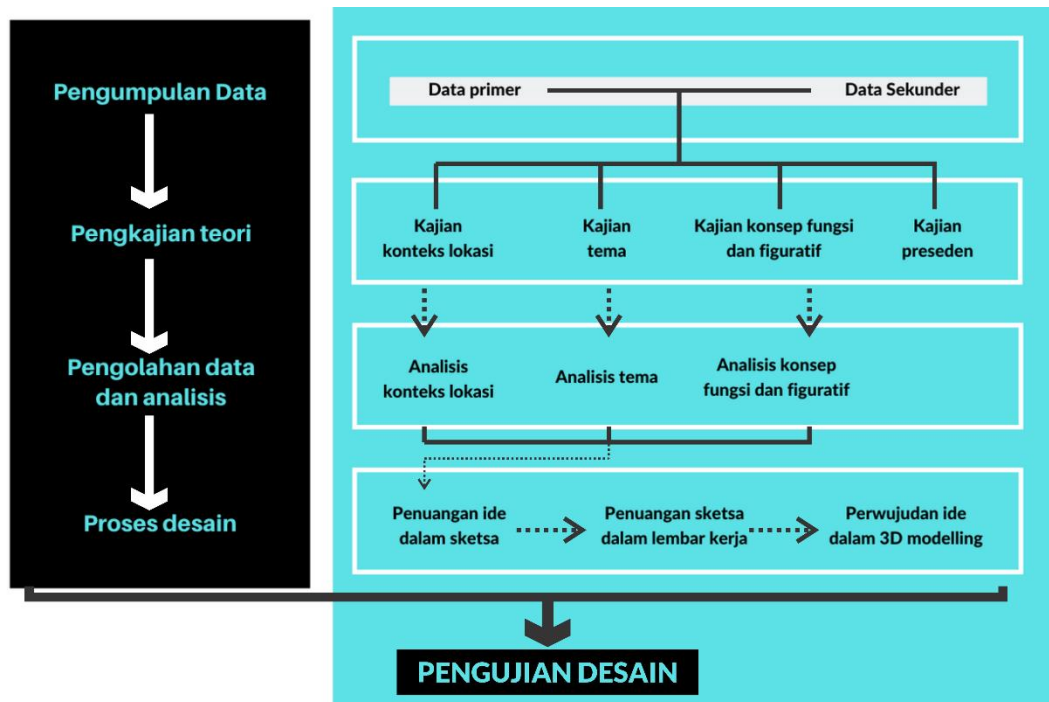 Pengumpulan Data
Pengkajian teori
Pengolahan data
dan analisis
Proses desain
Data primer
Data Sekunder
Kajian
konteks lokasi
Kajian
tema
Kajian konsep fungsi
dan figuratif
Kajian
preseden
Analisis
konteks lokasi
Analisis tema
Analisis konsep
fungsi dan figuratif
Penuangan ide
dalam sketsa
Penuangan sketsa
dalam lembar kerja
Perwujudan ide
dalam 3D modelling
PENGUJIAN DESAIN